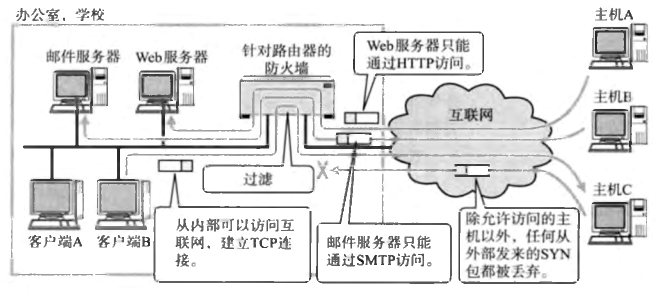 办公室，学校
邮件服务器
Web服务器
针对路由器的
防火墙
Web服务器只能
通过HTTP访问。
主机A
互联网
主机B
过滤
主机C
客户端A
客户端B
从内部可以访问互
联网，建立TCP连
接。
邮件服务器只能
通过SMTP访问。
除允许访问的主
机以外，任何从
外部发来的SYN
包都被丢弃。